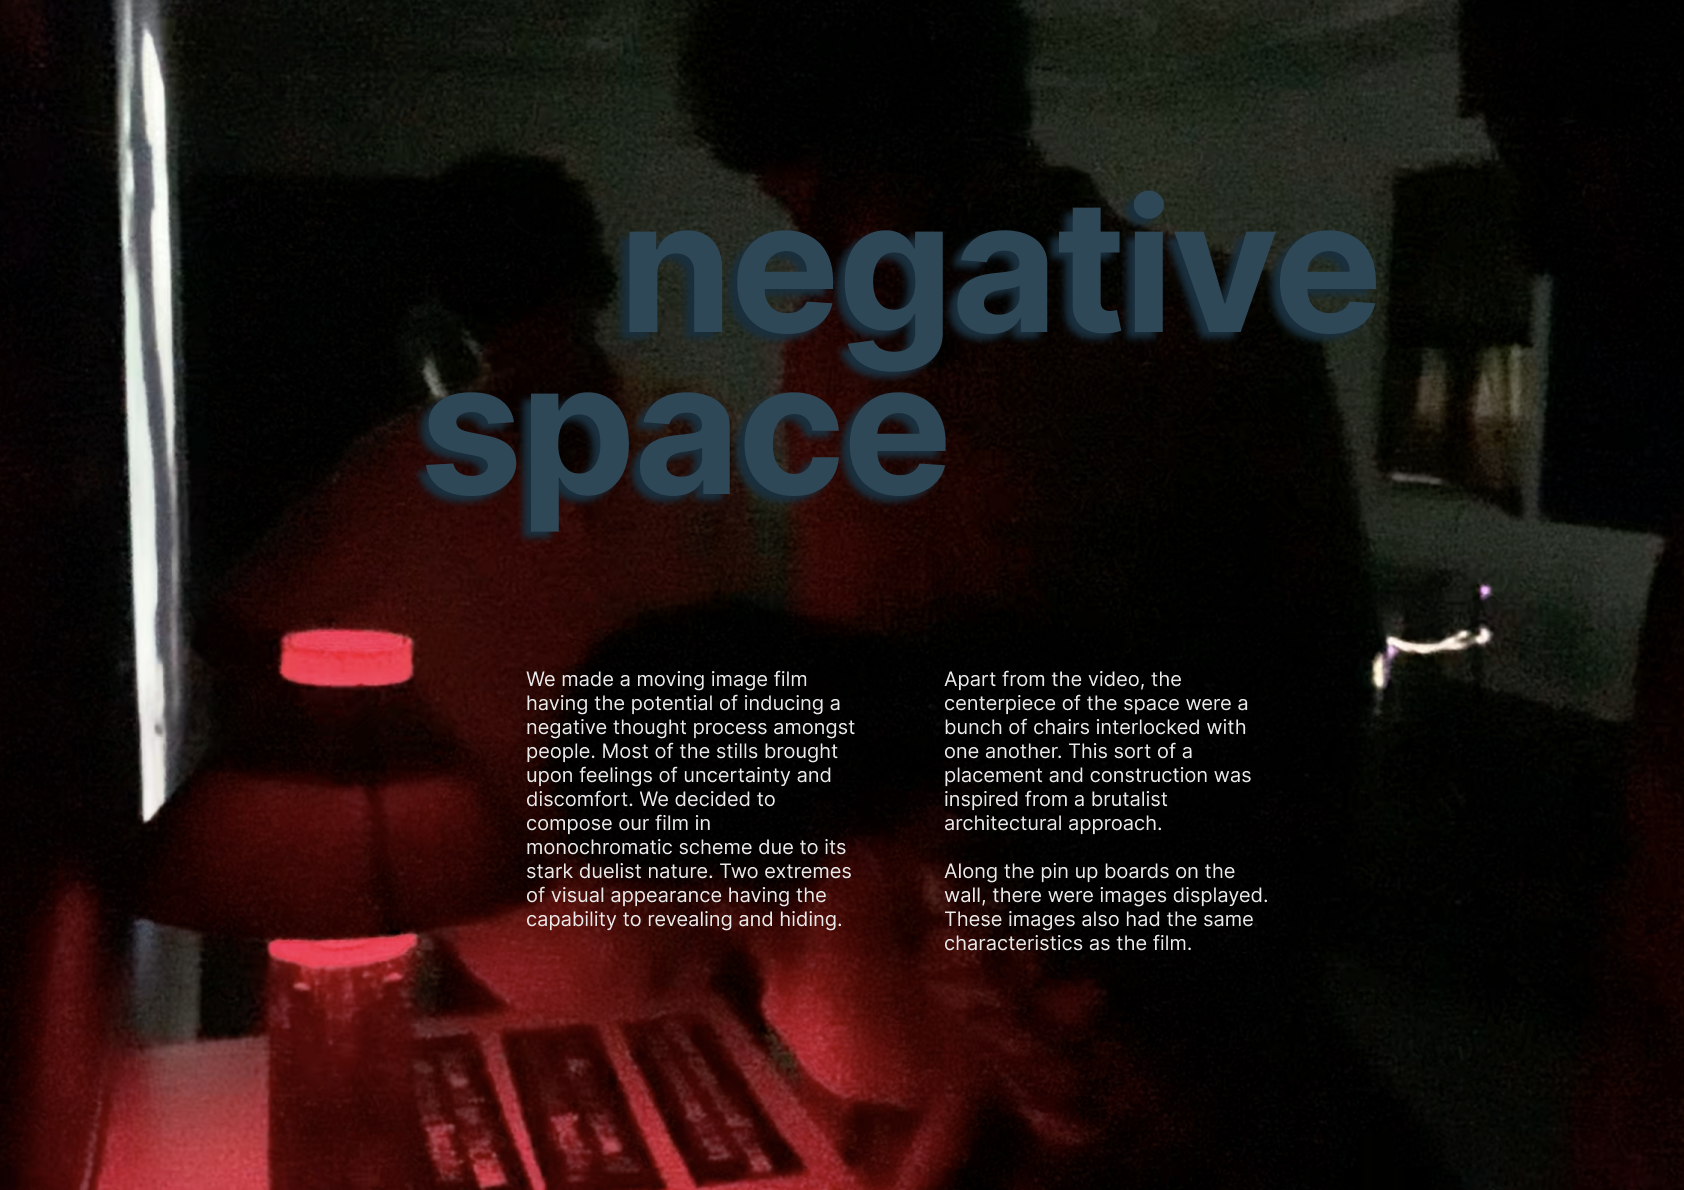 negative
space
We made a moving image film
having the potential of inducing a
negative thought process amongst
people. Most of the stills brought
upon feelings of uncertainty and
discomfort. We decided to
compose our film in
monochromatic scheme due to its
stark duelist nature. Two extremes
of visual appearance having the
capability to revealing and hiding.
Apart from the video, the
centerpiece of the space were a
bunch of chairs interlocked with
one another. This sort of a
placement and construction was
inspired from a brutalist
architectural approach.
Along the pin up boards on the
wall, there were images displayed.
These images also had the same
characteristics as the film.